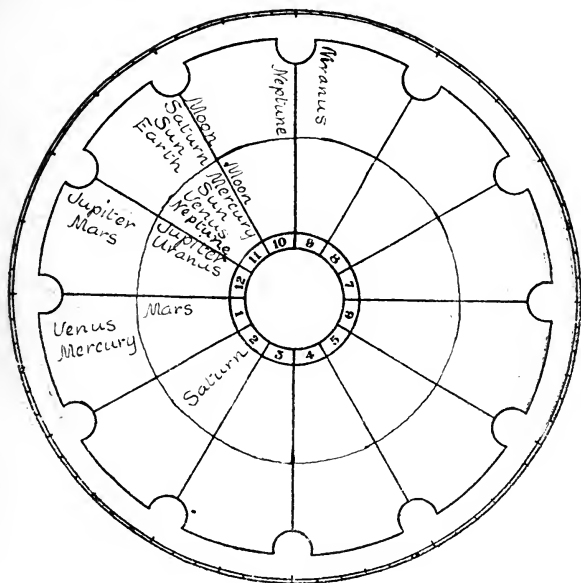 Uranus
Neptune
Moon
Saturn
Sun
Earth
Moon
Mercury
Sun
Venus
Neptune
Jupiter
Uranus
Jupiter
Mars
Mars
Venus
Mercury
Saturn
10
9
8
7
6
5
4
3
2
1
12
11